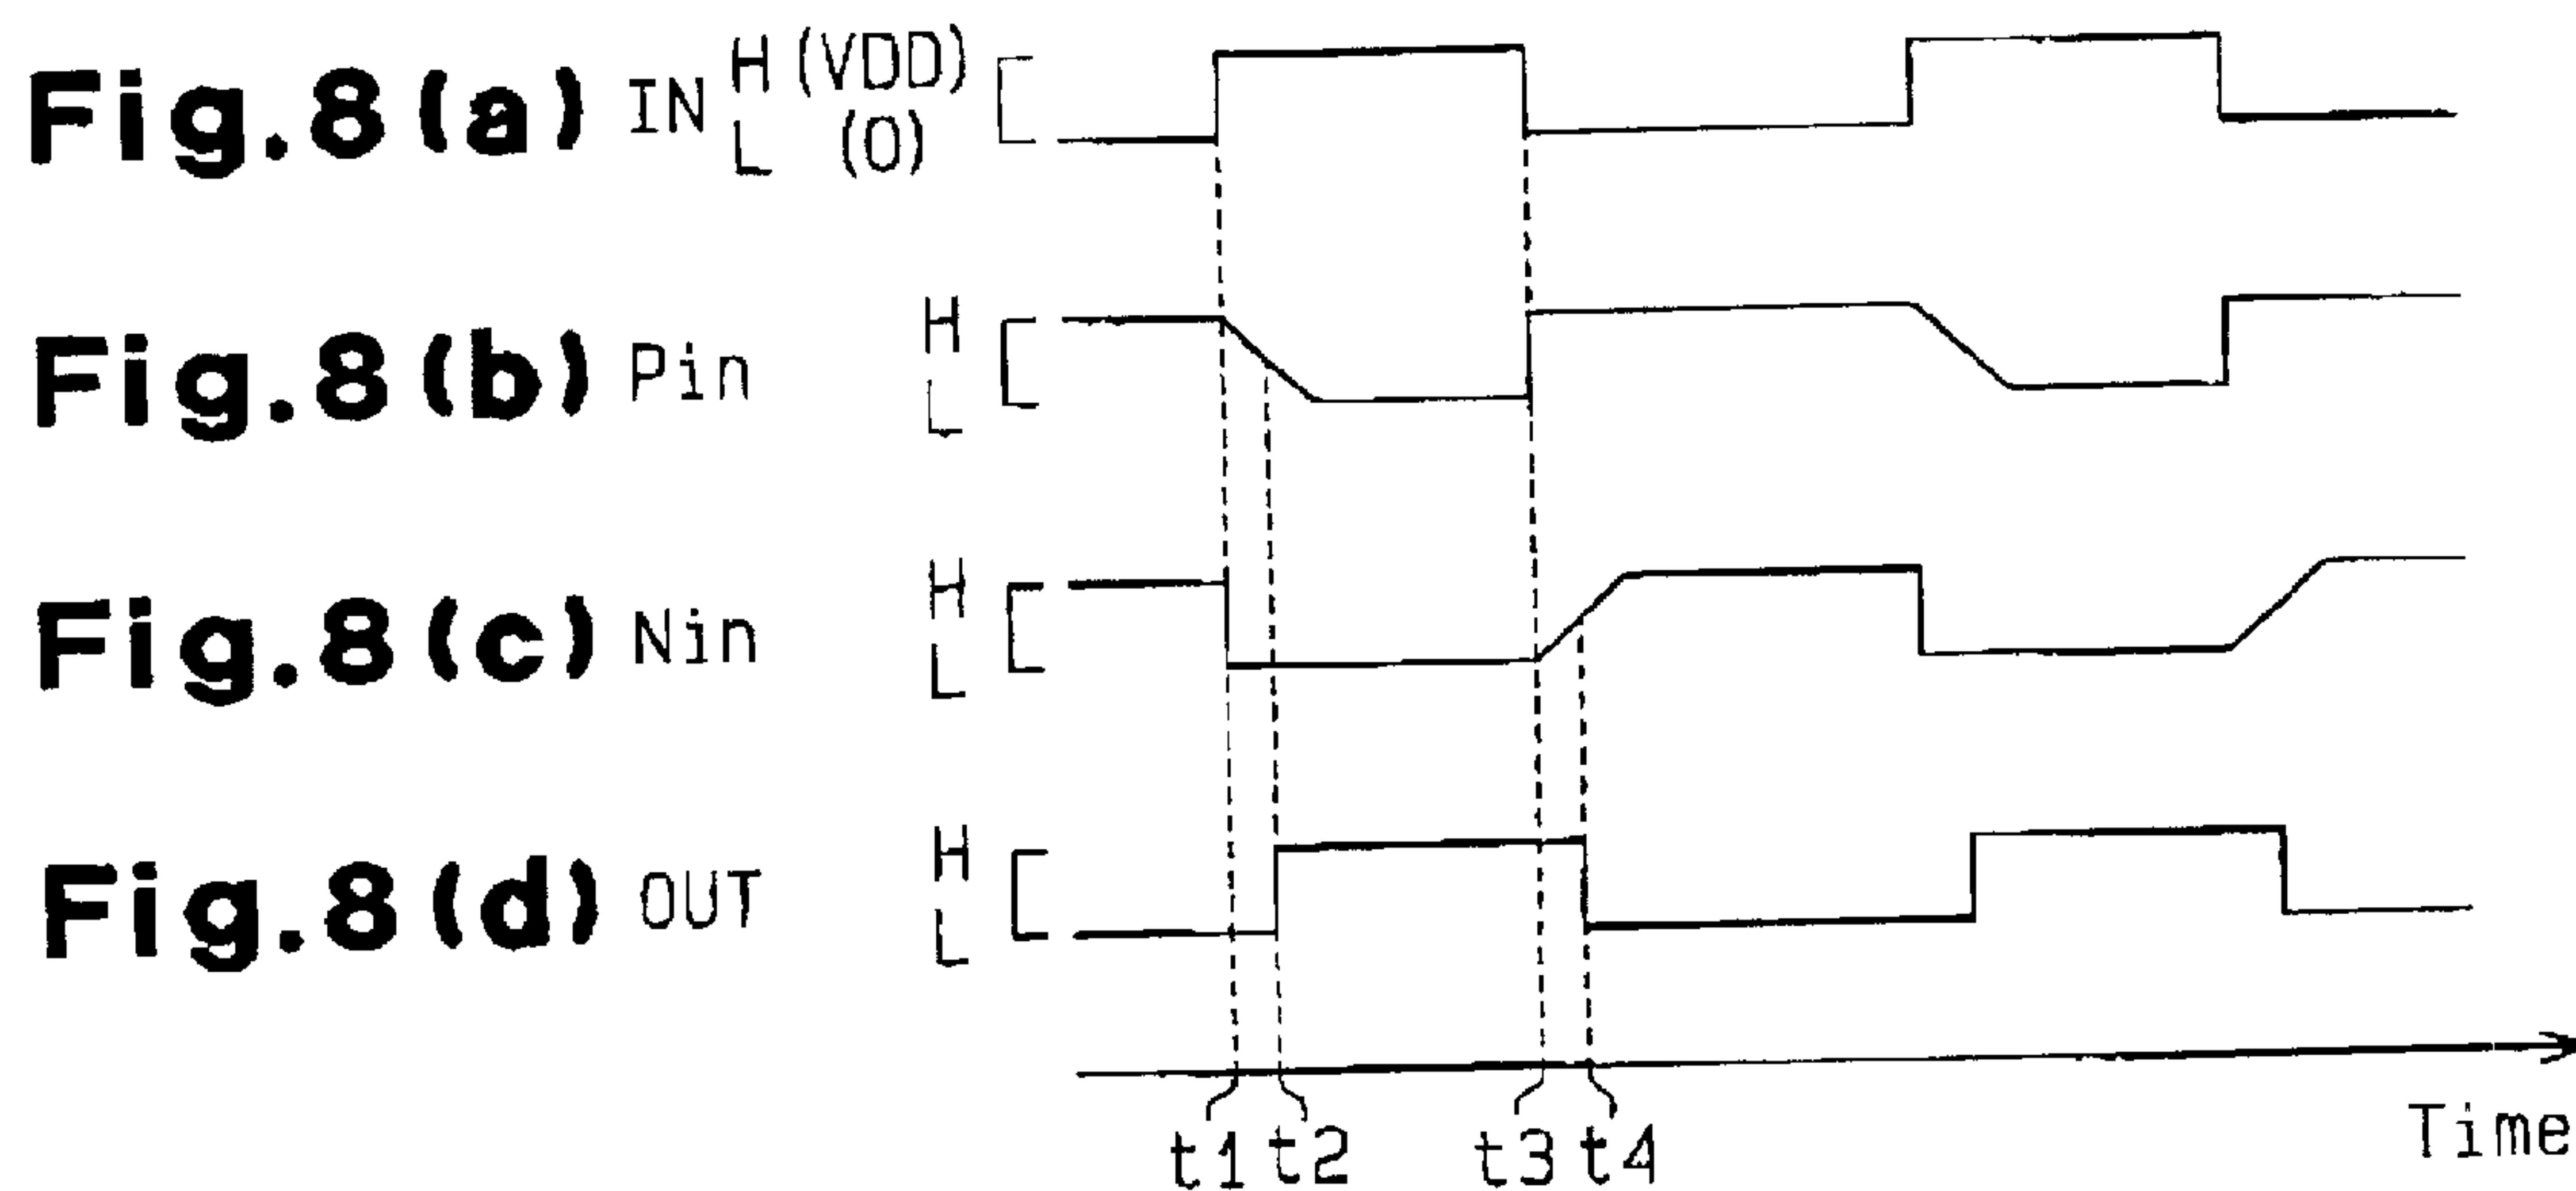 Fig.8(a) IN H (VDD)
L (0)
Fig.8(b) Pin H
L
Fig.8(c) Nin H
L
Fig.8(d) OUT H
L
t1 t2 t3 t4 Time